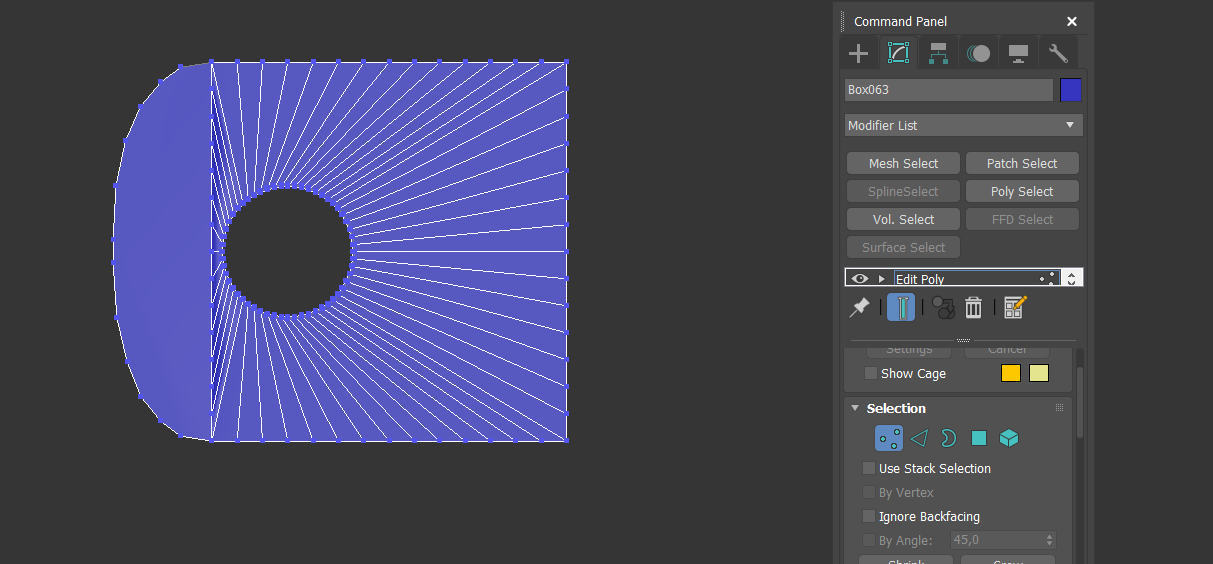 Command Panel
Box063
Modifier List
Mesh Select Patch Select
SplineSelect Poly Select
Vol. Select FFD Select
Surface Select
Edit Poly
Settings Cancel
Show Cage
Selection
Use Stack Selection
By Vertex
Ignore Backfacing
By Angle: 45,0
Shrink Grow